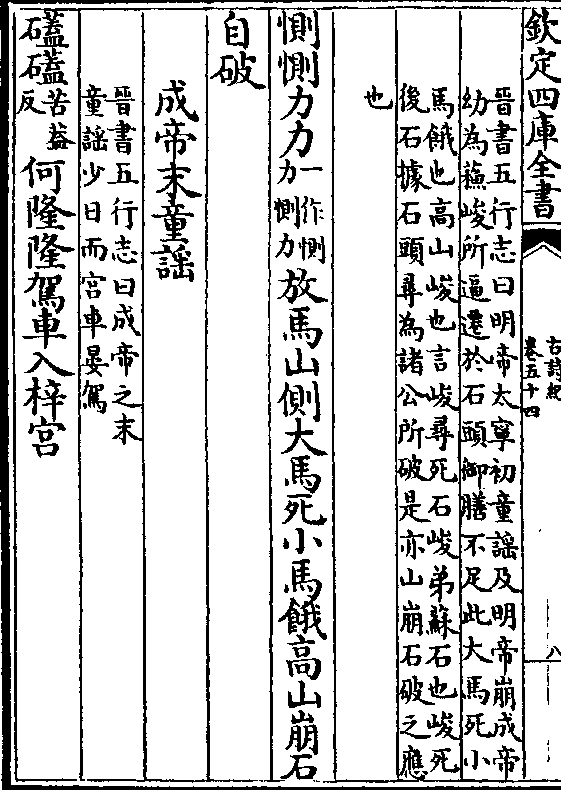 欽定四庫全書
古詩紀
卷五十四
八
晉書五行志曰明帝太寧初童謡及明帝崩成帝
幼為蘓峻所逼遷於石頭御膳不足此大馬死小
馬餓也高山峻也言峻尋死石峻弟蘇石也峻死
後石據石頭尋為諸公所破是亦山崩石破之應
也
惻惻力力一作惻力惻力放馬山側大馬死小馬餓高山崩石
自破
成帝末童謡
晉書五行志曰成帝之末
童謡少日而宫車晏駕
礚礚苦葢反何隆隆駕車入梓宫